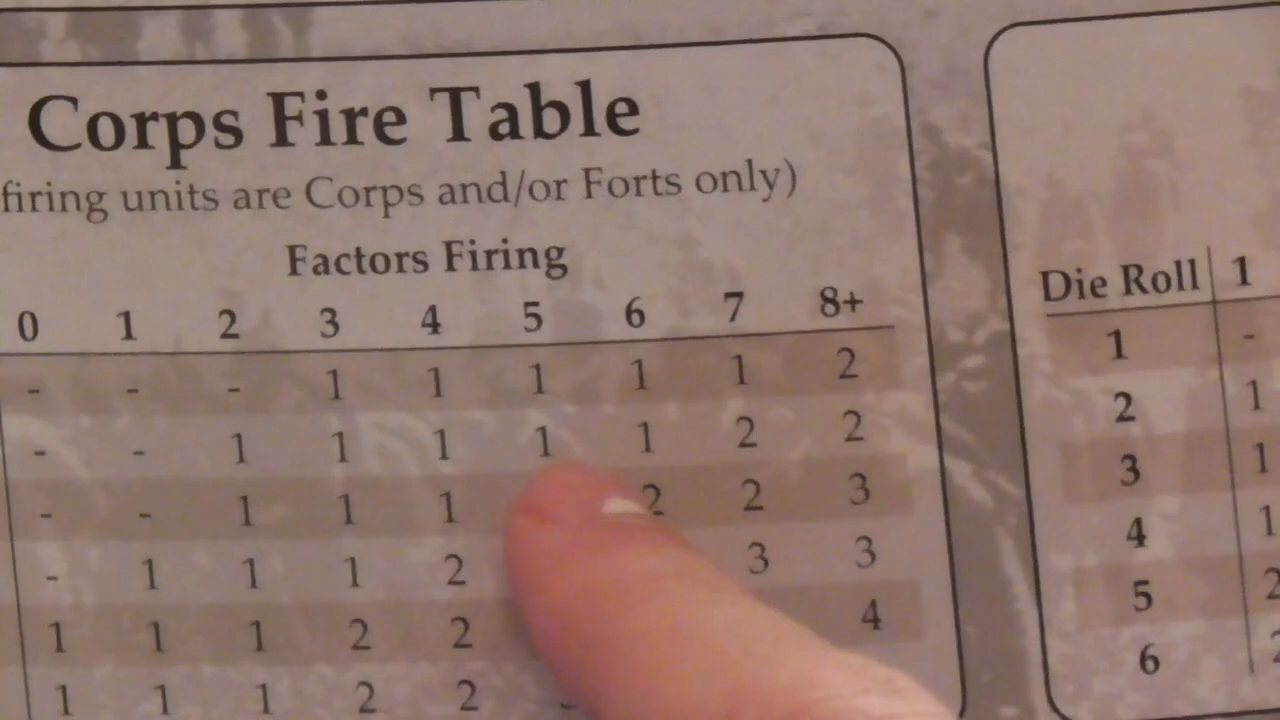 Corps Fire Table
firing units are Corps and/or Forts only)
Factors Firing
0 1 2 3 4 5 6 7 8+
- - - 1 1 1 1 1 2
- - 1 1 1 1 1 2 2
- - 1 1 1 2 2 3
- 1 1 1 2 3 3
1 1 1 2 2 4
1 1 1 2 2
Die Roll 1
1 -
2 1
3 1
4 1
5 2
6